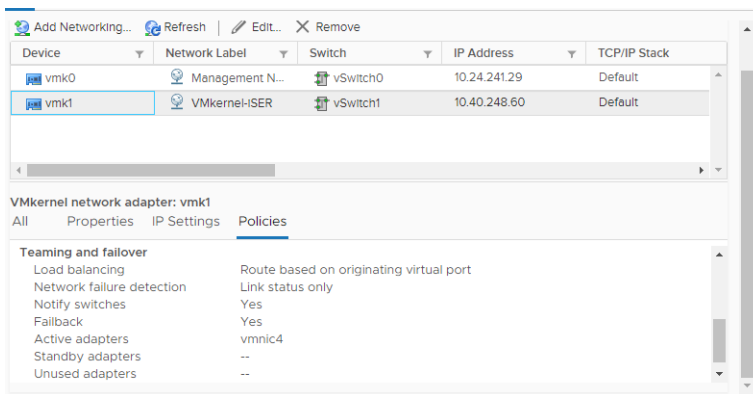 Add Networking... Refresh | Edit... Remove
Device Network Label Switch IP Address TCP/IP Stack
vmk0 Management N... vSwitch0 10.24.241.29 Default
vmk1 VMkernel-ISER vSwitch1 10.40.248.60 Default
VMkernel network adapter: vmk1
All Properties IP Settings Policies
Teaming and failover
Load balancing Route based on originating virtual port
Network failure detection Link status only
Notify switches Yes
Failback Yes
Active adapters vmnic4
Standby adapters --
Unused adapters --